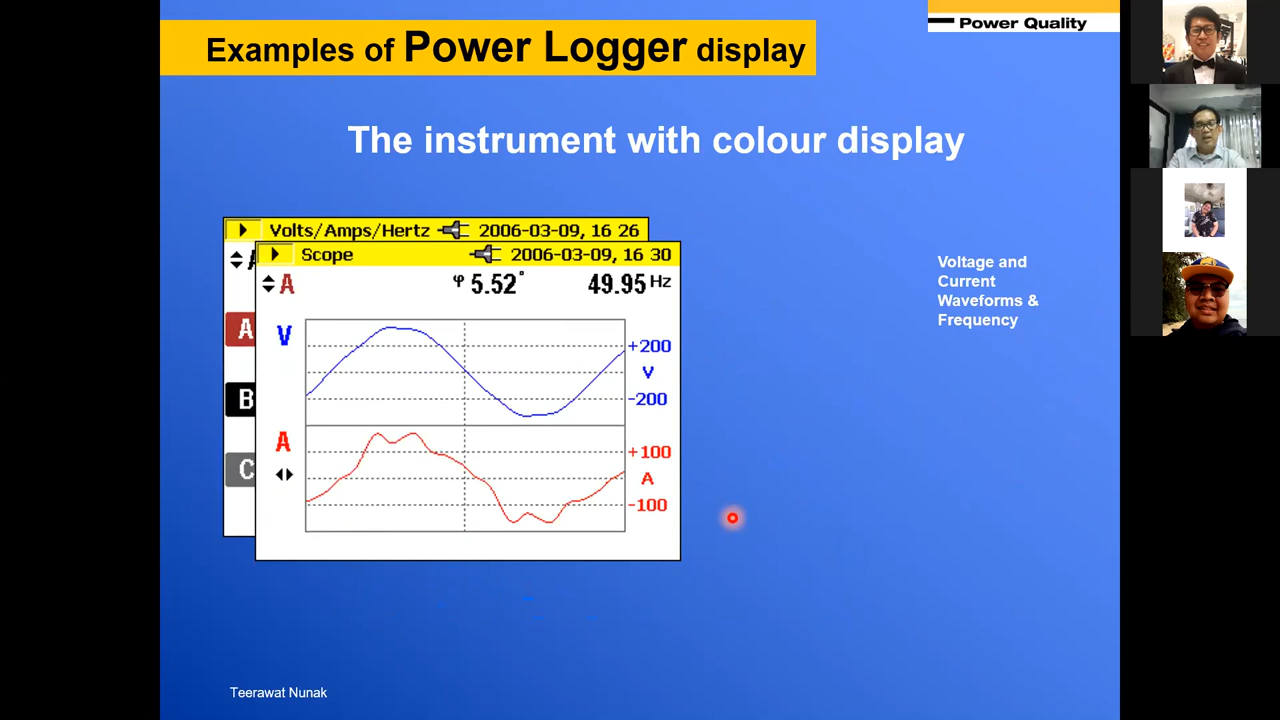 Power Quality
Examples of Power Logger display
The instrument with colour display
Volts/Amps/Hertz 2006-03-09, 16 26
Scope 2006-03-09, 16 30
A φ 5.52° 49.95 Hz
A
B
C
V
+200
V
-200
A
+100
A
-100
Voltage and
Current
Waveforms &
Frequency
Teerawat Nunak